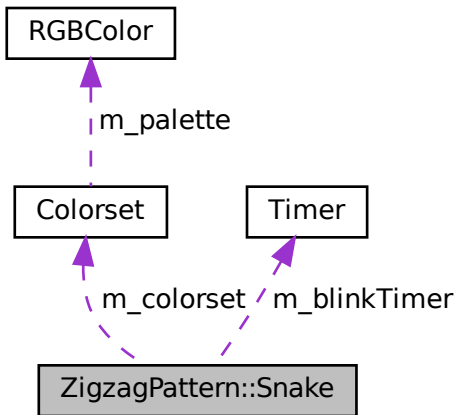 RGBColor
m_palette
Colorset
Timer
m_colorset
m_blinkTimer
ZigzagPattern::Snake